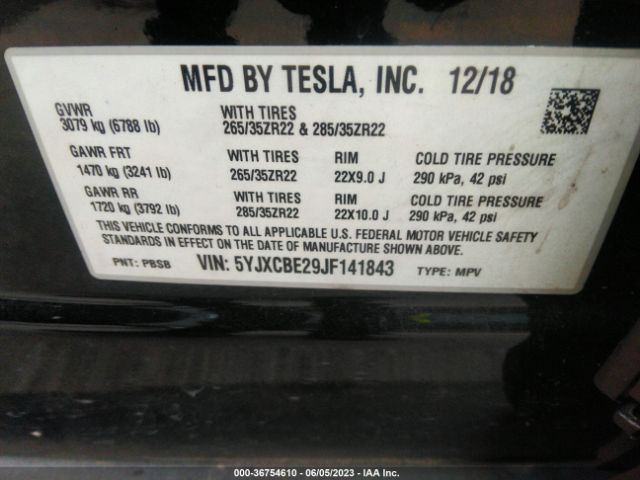 MFD BY TESLA, INC. 12/18
GVWR WITH TIRES
3079 kg (6788 lb) 265/35ZR22 & 285/35ZR22
GAWR FRT WITH TIRES RIM COLD TIRE PRESSURE
1470 kg (3241 lb) 265/35ZR22 22X9.0 J 290 kPa, 42 psi
GAWR RR WITH TIRES RIM COLD TIRE PRESSURE
1720 kg (3792 lb) 285/35ZR22 22X10.0 J 290 kPa, 42 psi
THIS VEHICLE CONFORMS TO ALL APPLICABLE U.S. FEDERAL MOTOR VEHICLE SAFETY
STANDARDS IN EFFECT ON THE DATE OF MANUFACTURE SHOWN ABOVE.
PNT: PBSB VIN: 5YJXCBE29JF141843 TYPE: MPV
000-36754610 - 06/05/2023 - IAA Inc.